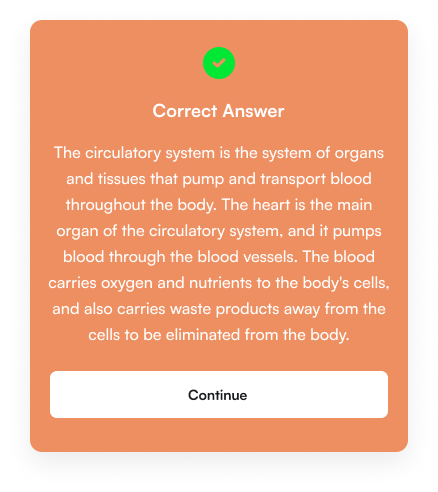 Correct Answer
The circulatory system is the system of organs
and tissues that pump and transport blood
throughout the body. The heart is the main
organ of the circulatory system, and it pumps
blood through the blood vessels. The blood
carries oxygen and nutrients to the body's cells,
and also carries waste products away from the
cells to be eliminated from the body.
Continue